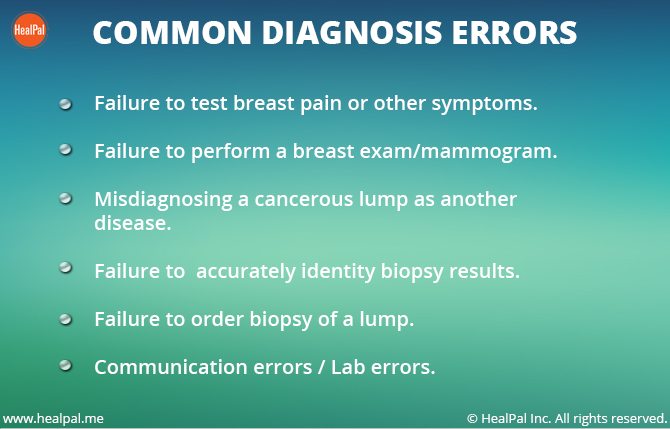 HealPal
COMMON DIAGNOSIS ERRORS
Failure to test breast pain or other symptoms.
Failure to perform a breast exam/mammogram.
Misdiagnosing a cancerous lump as another
disease.
Failure to  accurately identity biopsy results.
Failure to order biopsy of a lump.
Communication errors / Lab errors.
www.healpal.me
© HealPal Inc. All rights reserved.